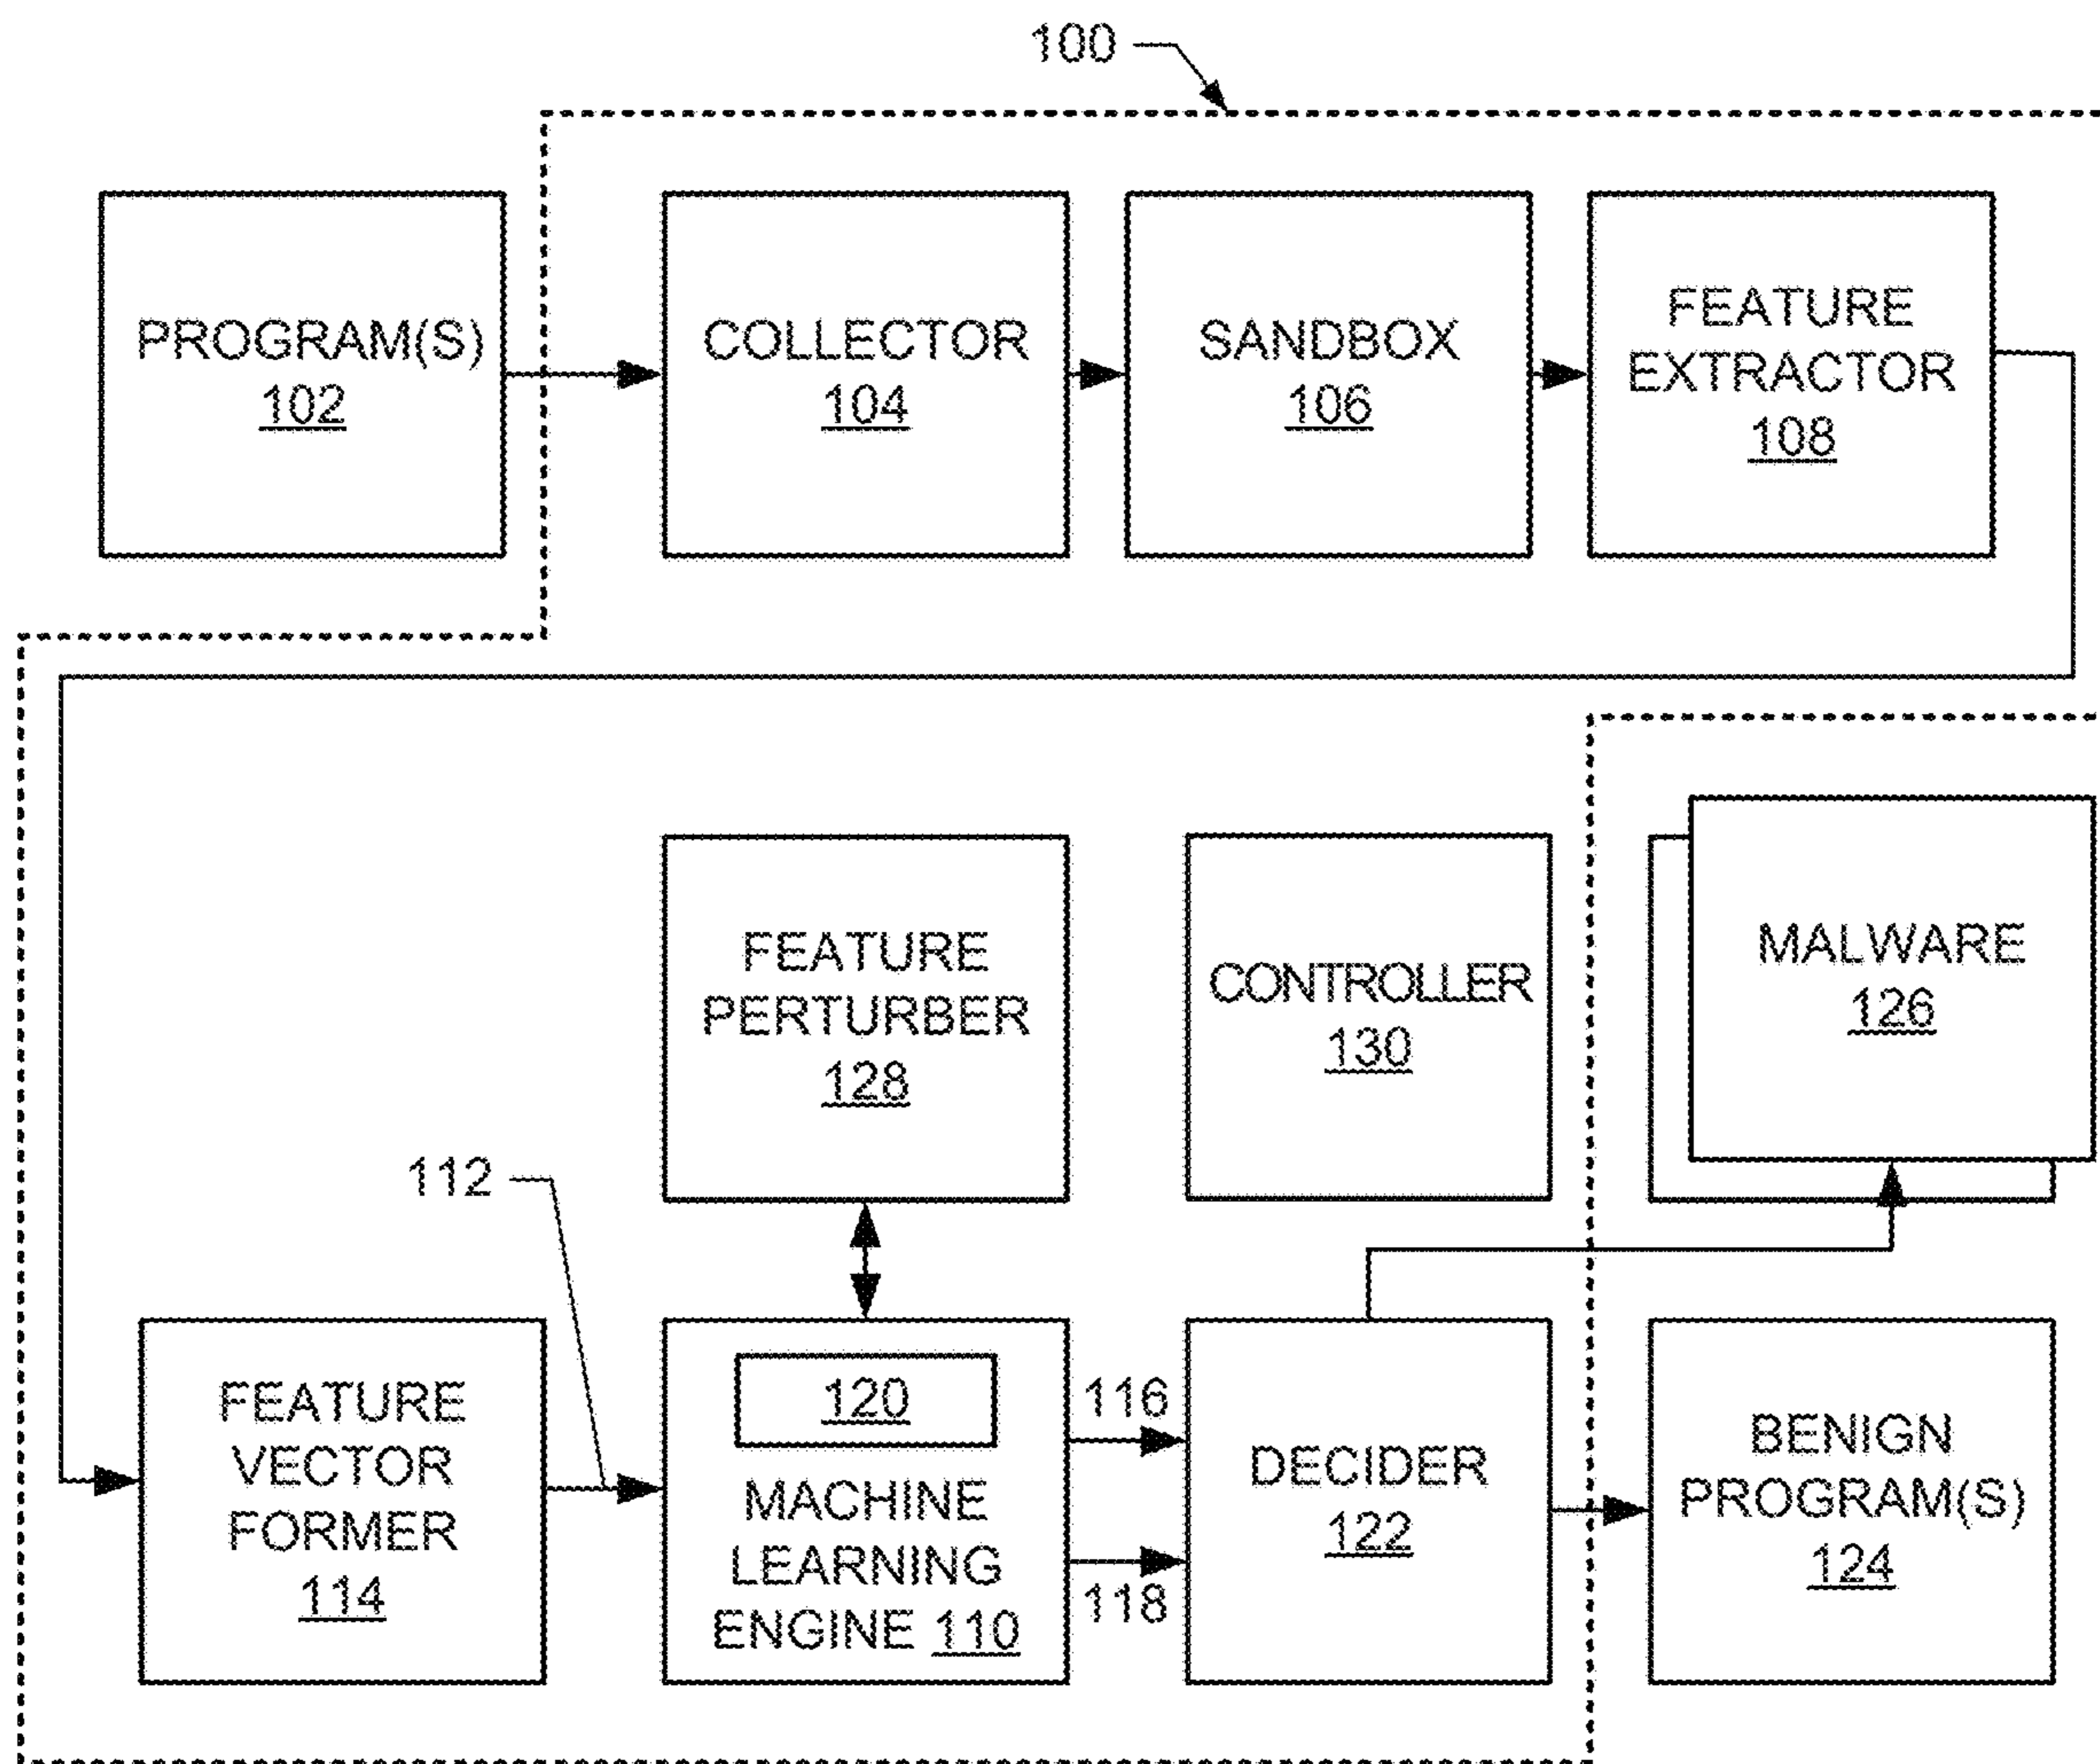 100
PROGRAM(S)
102
COLLECTOR
104
SANDBOX
106
FEATURE
EXTRACTOR
108
FEATURE
PERTURBER
128
CONTROLLER
130
MALWARE
126
112
FEATURE
VECTOR
FORMER
114
120
MACHINE
LEARNING
ENGINE 110
116
118
DECIDER
122
BENIGN
PROGRAM(S)
124